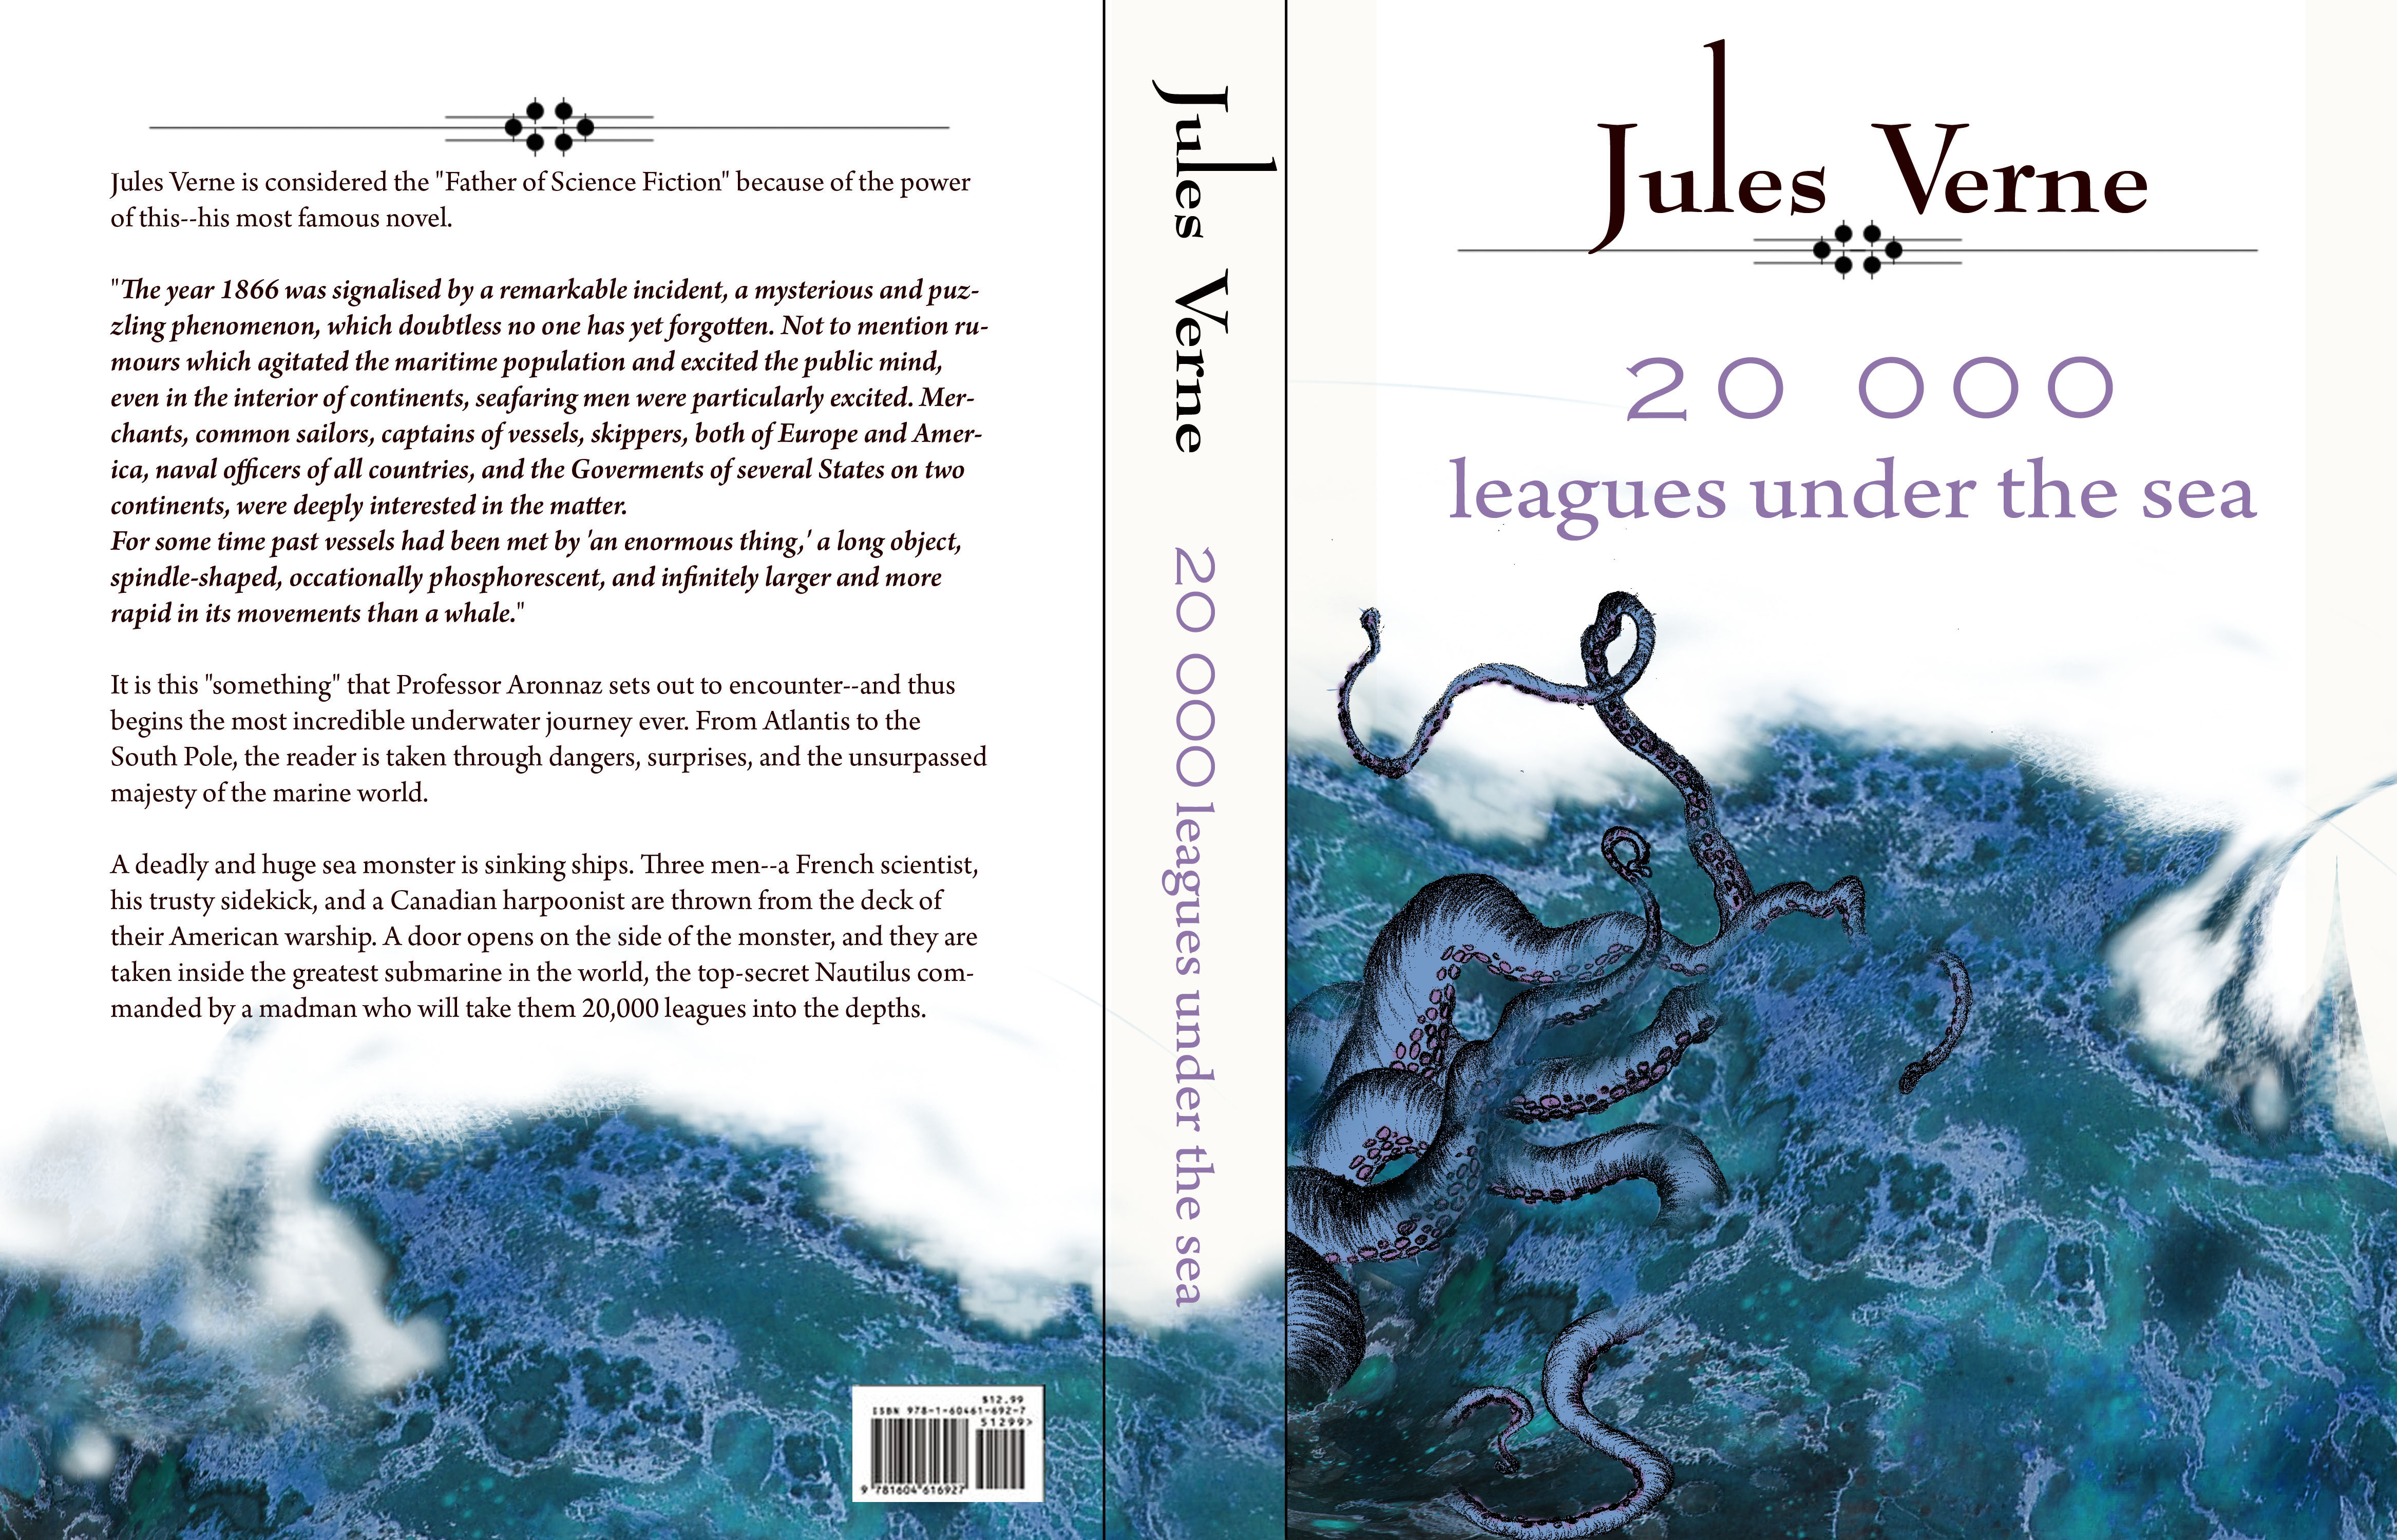 Jules Verne is considered the "Father of Science Fiction" because of the power
of this--his most famous novel.
"The year 1866 was signalised by a remarkable incident, a mysterious and puz-
zling phenomenon, which doubtless no one has yet forgotten. Not to mention ru-
mours which agitated the maritime population and excited the public mind,
even in the interior of continents, seafaring men were particularly excited. Mer-
chants, common sailors, captains of vessels, skippers, both of Europe and Amer-
ica, naval officers of all countries, and the Goverments of several States on two
continents, were deeply interested in the matter.
For some time past vessels had been met by 'an enormous thing,' a long object,
spindle-shaped, occationally phosphorescent, and infinitely larger and more
rapid in its movements than a whale."
It is this "something" that Professor Aronnaz sets out to encounter--and thus
begins the most incredible underwater journey ever. From Atlantis to the
South Pole, the reader is taken through dangers, surprises, and the unsurpassed
majesty of the marine world.
A deadly and huge sea monster is sinking ships. Three men--a French scientist,
his trusty sidekick, and a Canadian harpoonist are thrown from the deck of
their American warship. A door opens on the side of the monster, and they are
taken inside the greatest submarine in the world, the top-secret Nautilus com-
manded by a madman who will take them 20,000 leagues into the depths.
$12.99
ISBN 978-1-60461-692-7
51299>
9 781604 616927
Jules Verne 20 000 leagues under the sea
Jules Verne
20 000
leagues under the sea